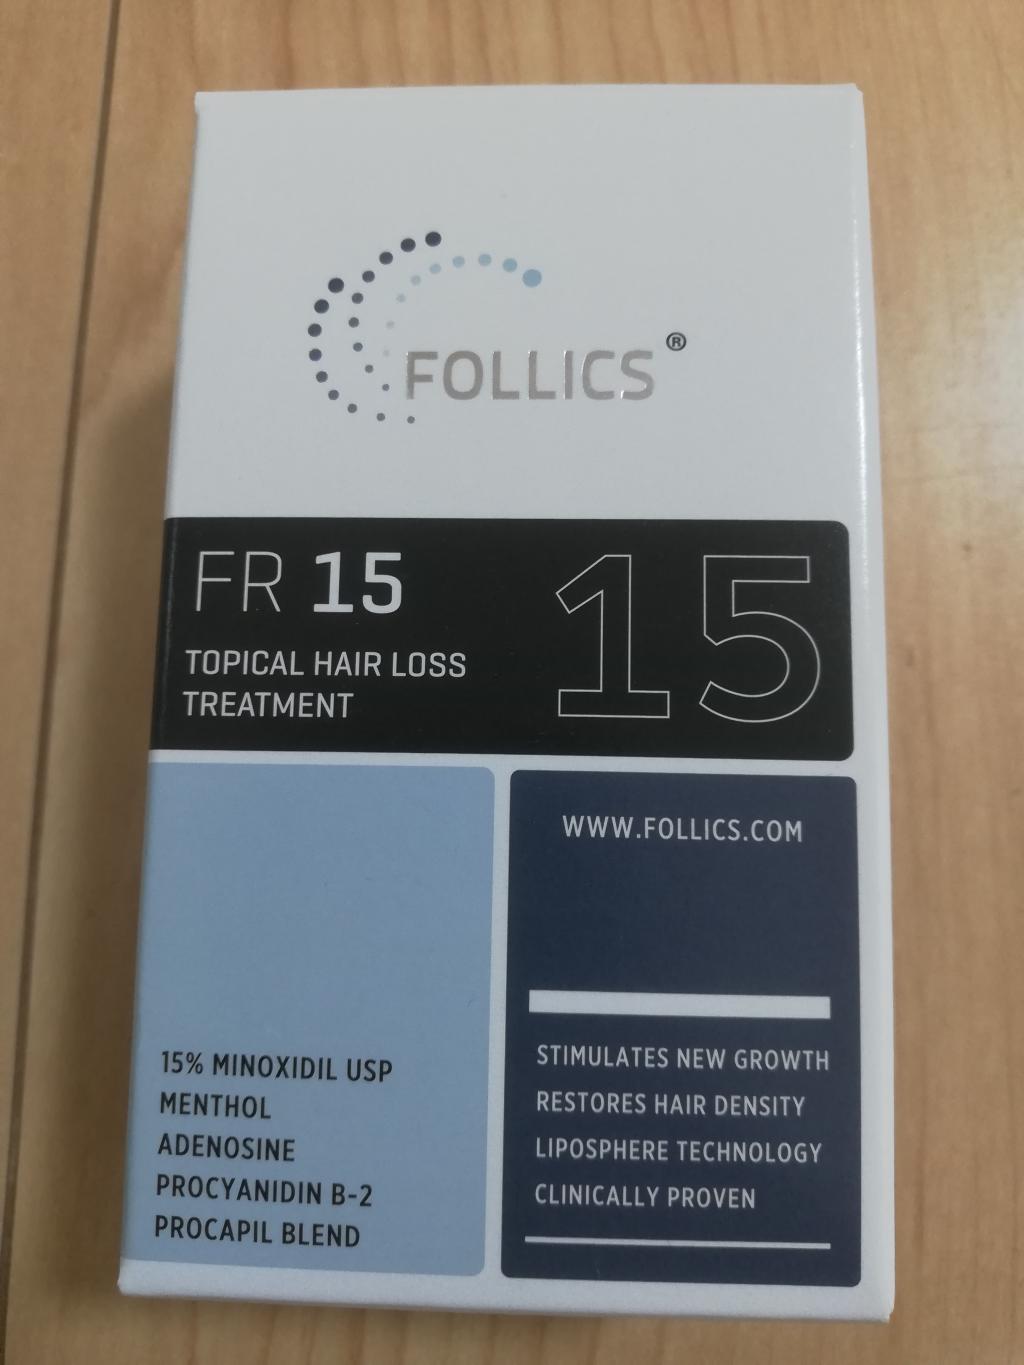 FOLLICS®
FR 15
TOPICAL HAIR LOSS
TREATMENT
15
WWW.FOLLICS.COM
15% MINOXIDIL USP
MENTHOL
ADENOSINE
PROCYANIDIN B-2
PROCAPIL BLEND
STIMULATES NEW GROWTH
RESTORES HAIR DENSITY
LIPOSPHERE TECHNOLOGY
CLINICALLY PROVEN